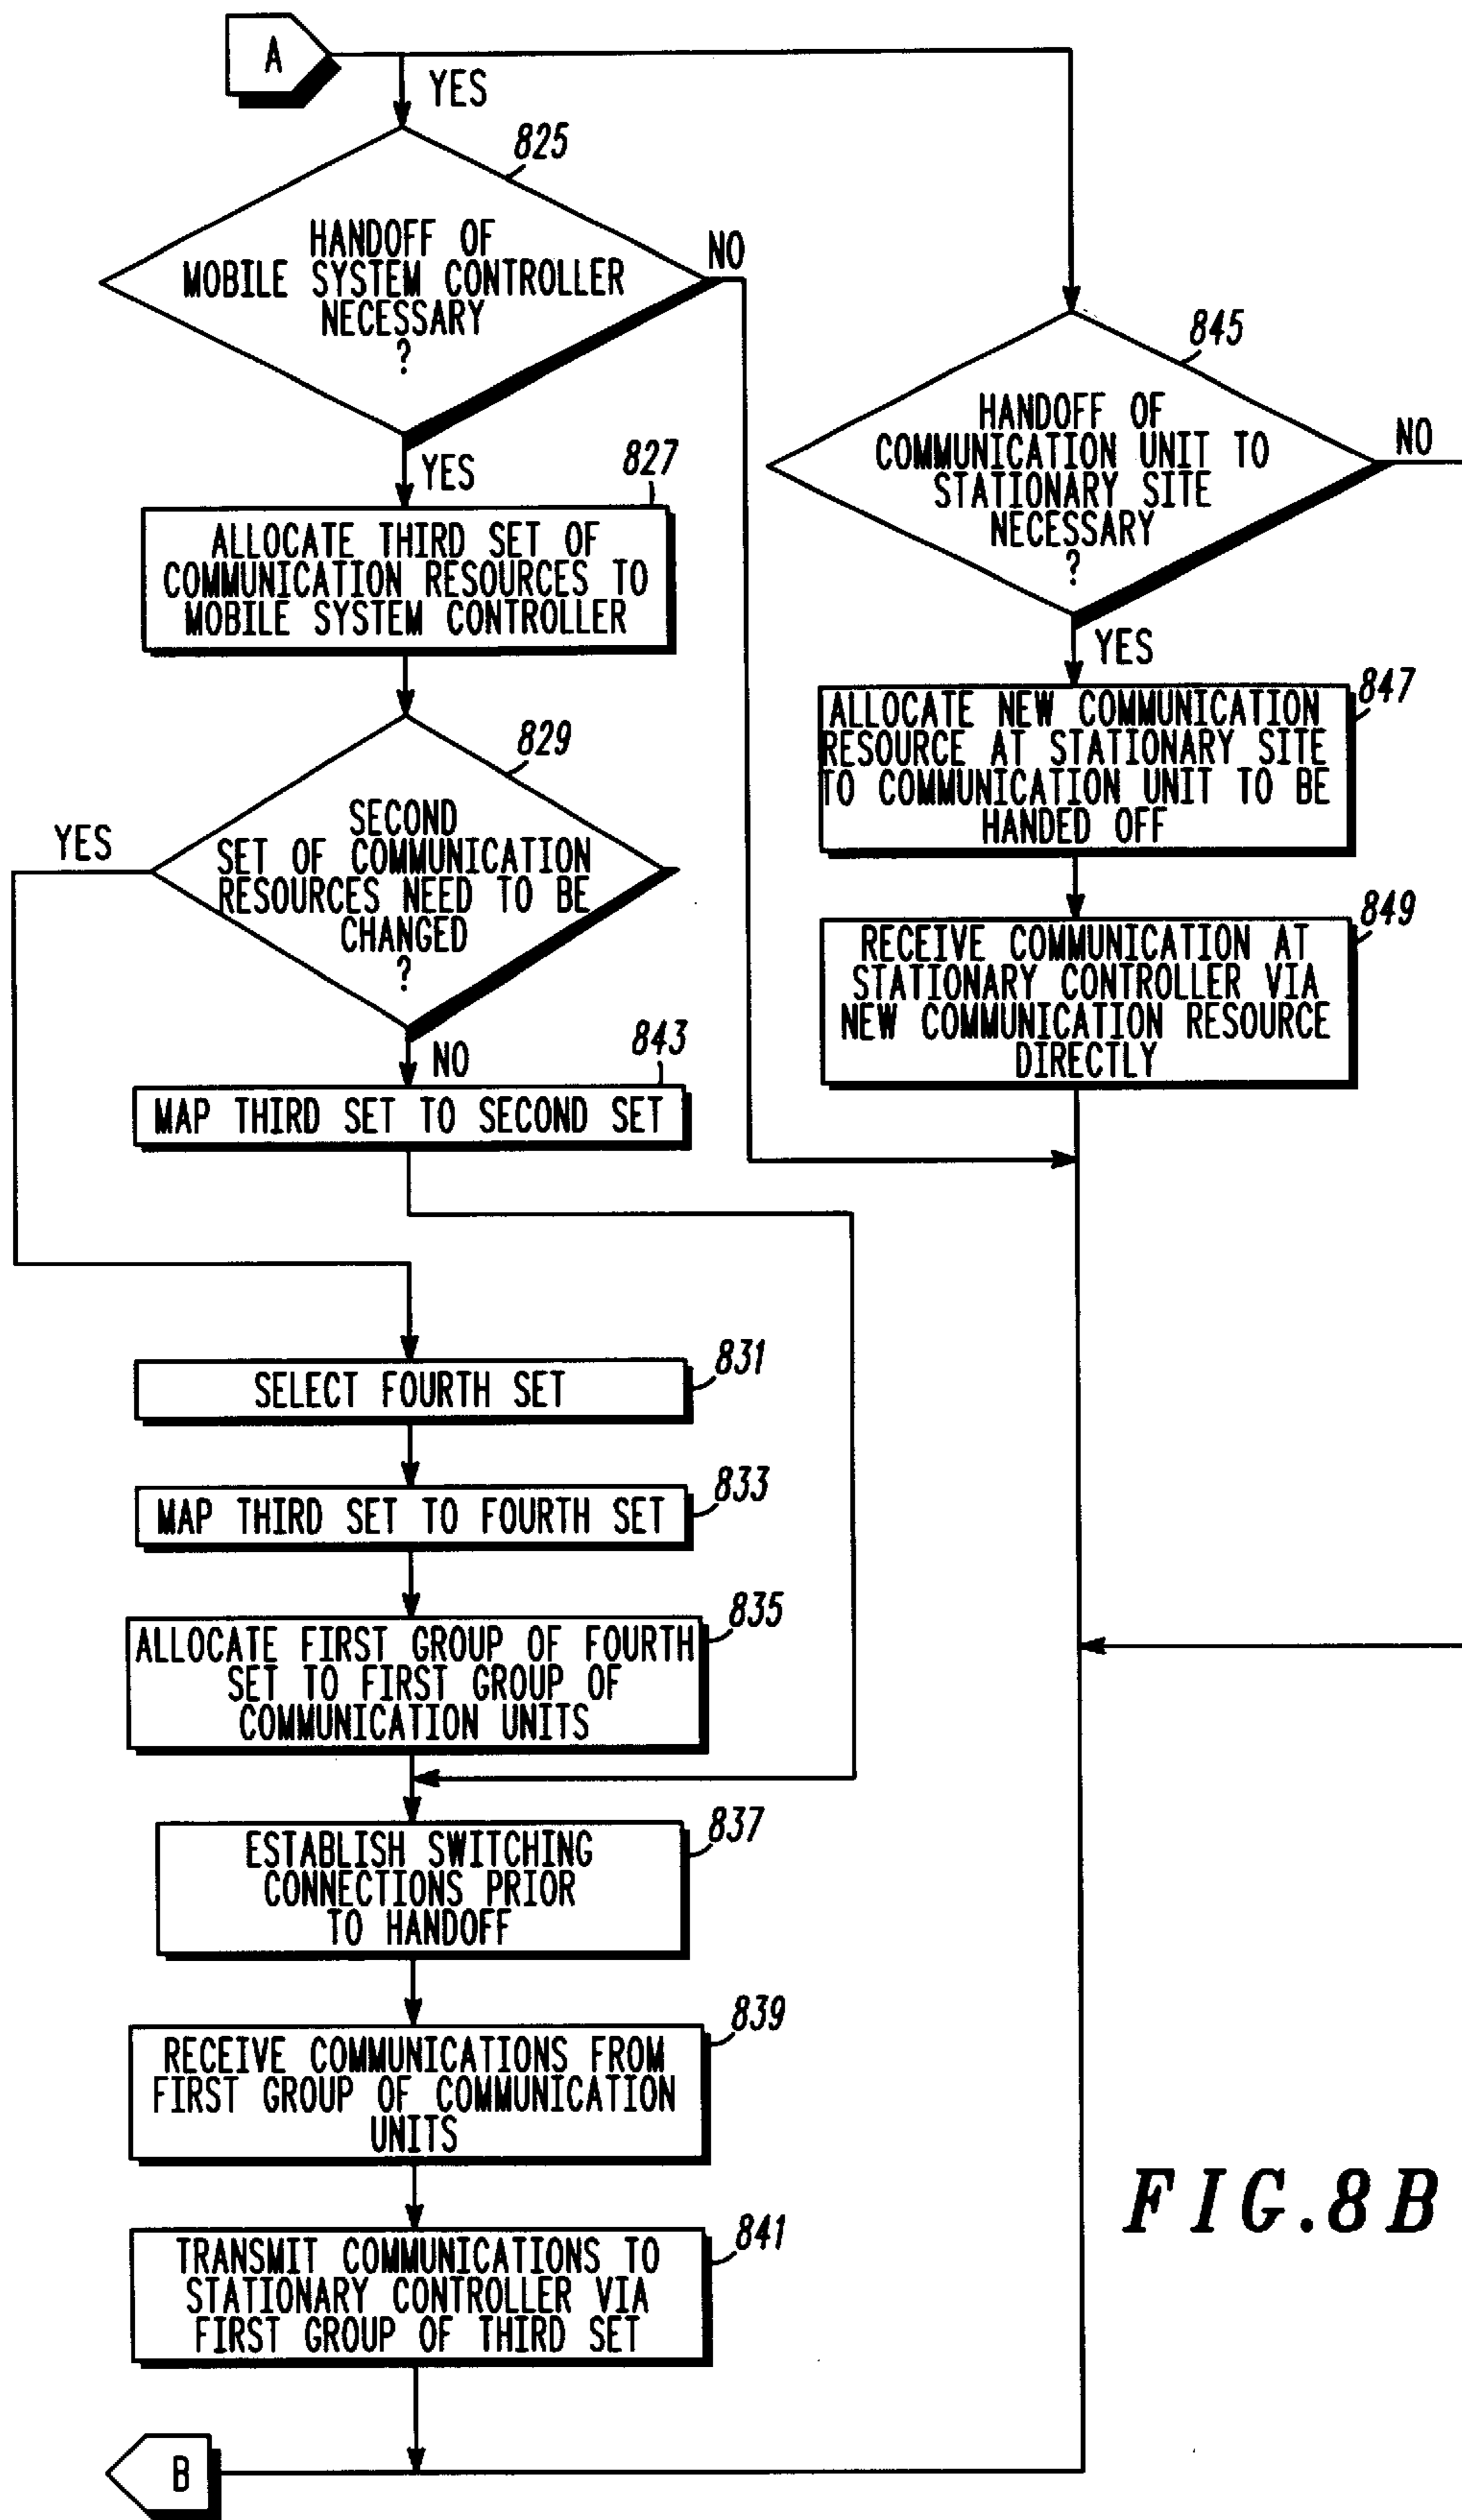 A
YES
825
HANDOFF OF
MOBILE SYSTEM CONTROLLER
NECESSARY
?
NO
YES
827
ALLOCATE THIRD SET OF
COMMUNICATION RESOURCES TO
MOBILE SYSTEM CONTROLLER
829
SECOND
SET OF COMMUNICATION
RESOURCES NEED TO BE
CHANGED
?
YES
NO
843
MAP THIRD SET TO SECOND SET
831
SELECT FOURTH SET
833
MAP THIRD SET TO FOURTH SET
835
ALLOCATE FIRST GROUP OF FOURTH
SET TO FIRST GROUP OF
COMMUNICATION UNITS
837
ESTABLISH SWITCHING
CONNECTIONS PRIOR
TO HANDOFF
839
RECEIVE COMMUNICATIONS FROM
FIRST GROUP OF COMMUNICATION
UNITS
841
TRANSMIT COMMUNICATIONS TO
STATIONARY CONTROLLER VIA
FIRST GROUP OF THIRD SET
B
845
HANDOFF OF
COMMUNICATION UNIT TO
STATIONARY SITE
NECESSARY
?
NO
YES
847
ALLOCATE NEW COMMUNICATION
RESOURCE AT STATIONARY SITE
TO COMMUNICATION UNIT TO BE
HANDED OFF
849
RECEIVE COMMUNICATION AT
STATIONARY CONTROLLER VIA
NEW COMMUNICATION RESOURCE
DIRECTLY
FIG.8B